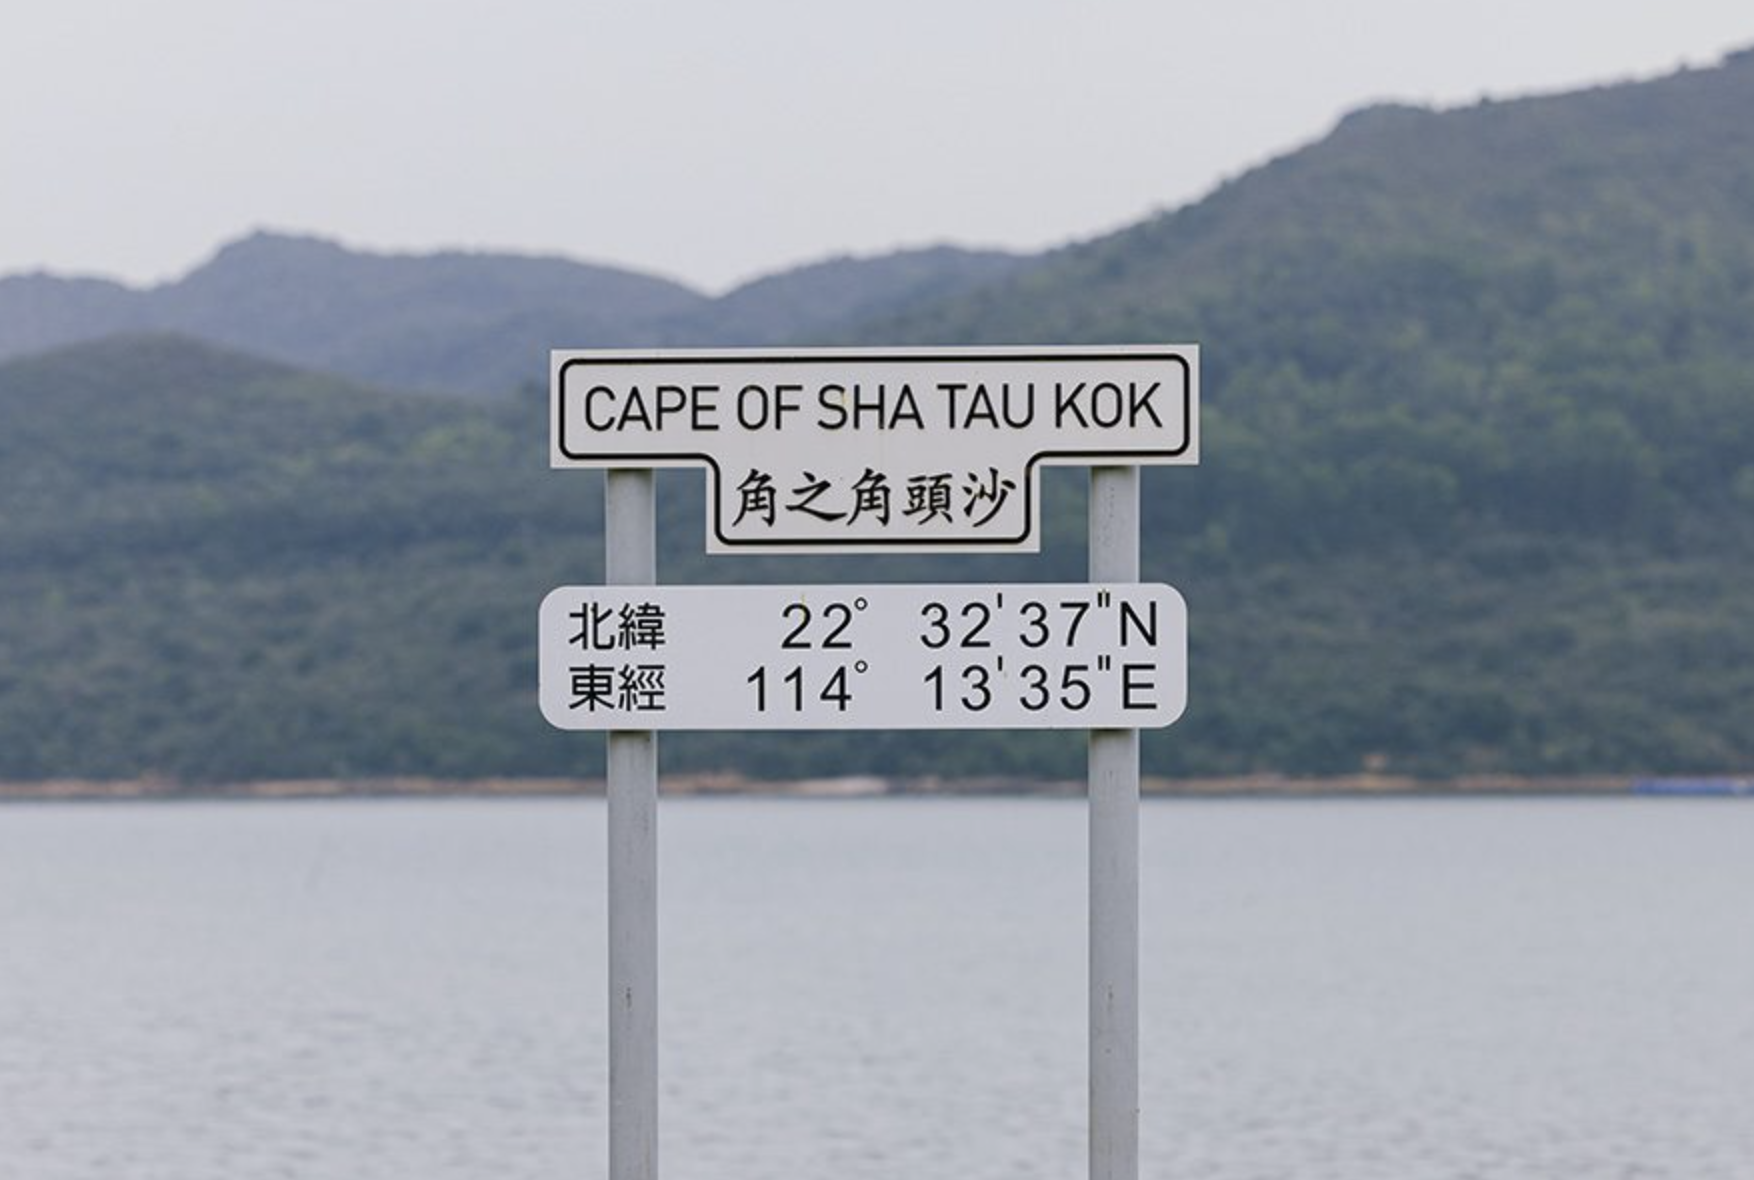 CAPE OF SHA TAU KOK
角之角頭沙
北緯 22° 32' 37" N
東經 114° 13' 35" E